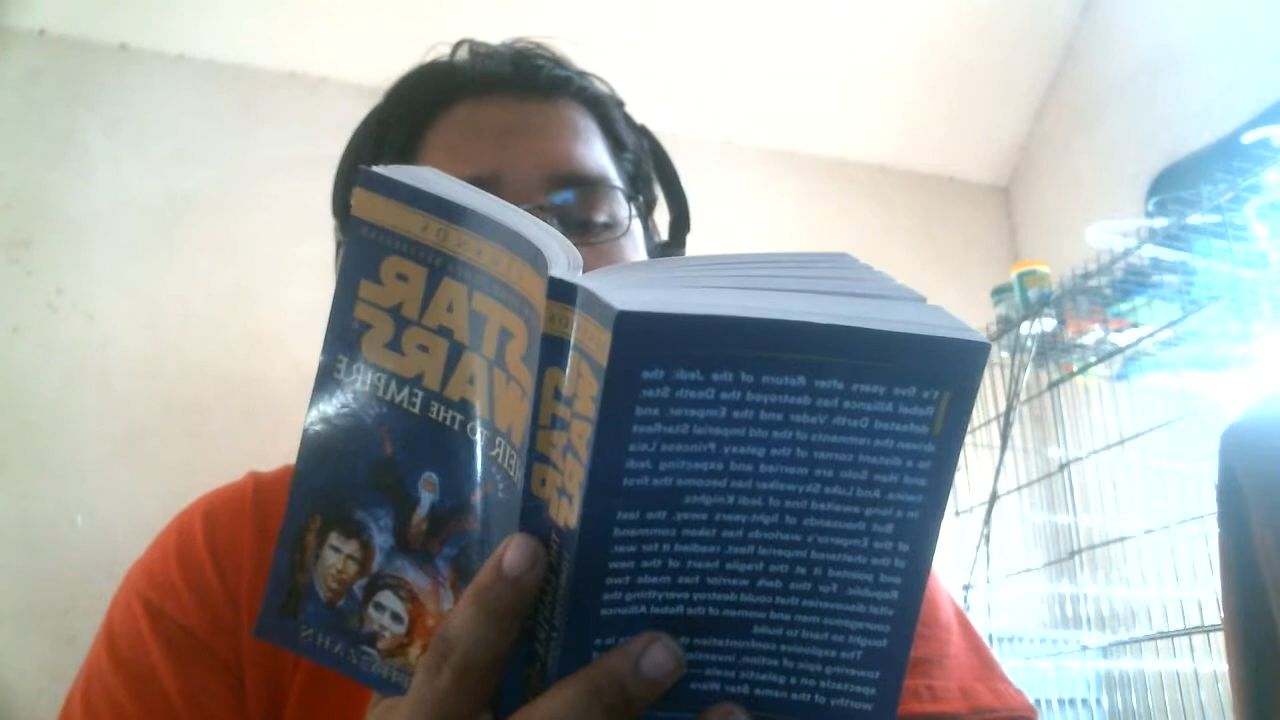 LEGENDS
STAR
WARS
HEIR TO THE EMPIRE
ZAHN
STAR
WARS
It's five years after Return of the Jedi: the
Rebel Alliance has destroyed the Death Star,
defeated Darth Vader and the Emperor, and
driven the remnants of the old Imperial Starfleet
to a distant corner of the galaxy. Princess Leia
and Han Solo are married and expecting Jedi
twins. And Luke Skywalker has become the first
in a long-awaited line of Jedi Knights.
But thousands of light-years away, the last
of the Emperor's warlords has taken command
of the shattered Imperial fleet, readied it for war,
and pointed it at the fragile heart of the new
Republic. For this dark warrior has made two
vital discoveries that could destroy everything the
courageous men and women of the Rebel Alliance
fought so hard to build.
The explosive confrontation is a
towering epic of action, invention,
spectacle on a galactic scale
worthy of the name Star Wars